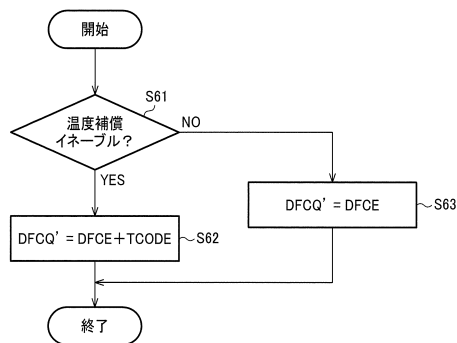 開始
S61
温度補償
イネーブル？
NO
YES
DFCQ' = DFCE
S63
DFCQ' = DFCE＋TCODE
S62
終了